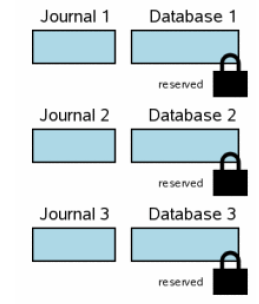 Journal 1 Database 1
reserved
Journal 2 Database 2
reserved
Journal 3 Database 3
reserved